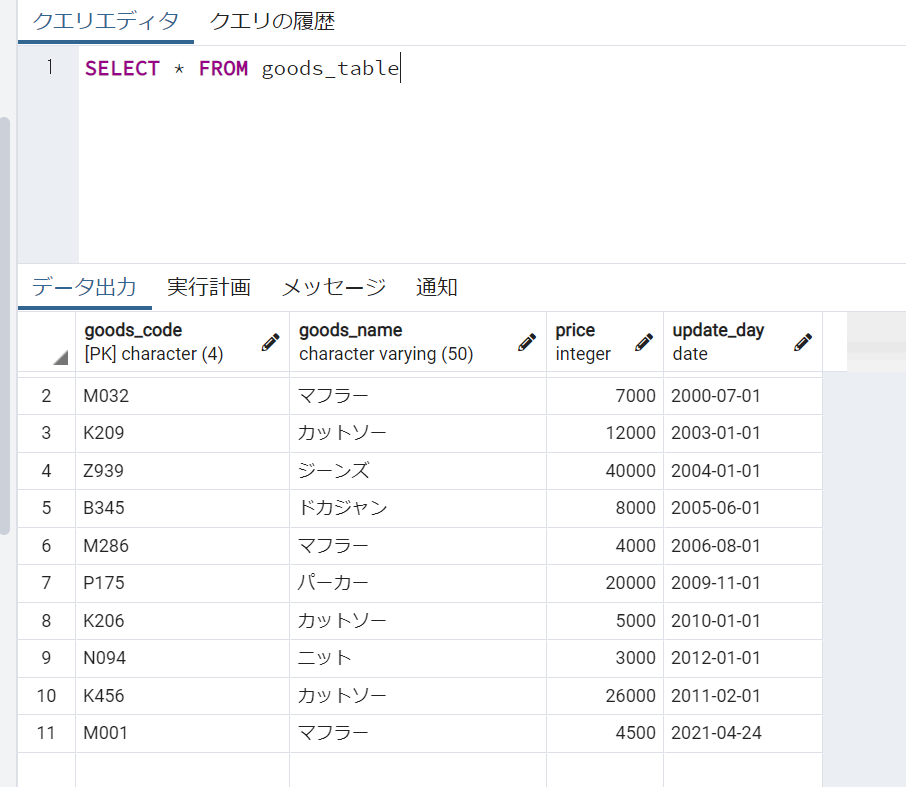 クエリエディタ クエリの履歴
1 SELECT * FROM goods_table
データ出力 実行計画 メッセージ 通知
goods_code goods_name price update_day
[PK] character (4) character varying (50) integer date
2 M032 マフラー 7000 2000-07-01
3 K209 カットソー 12000 2003-01-01
4 Z939 ジーンズ 40000 2004-01-01
5 B345 ドカジャン 8000 2005-06-01
6 M286 マフラー 4000 2006-08-01
7 P175 パーカー 20000 2009-11-01
8 K206 カットソー 5000 2010-01-01
9 N094 ニット 3000 2012-01-01
10 K456 カットソー 26000 2011-02-01
11 M001 マフラー 4500 2021-04-24